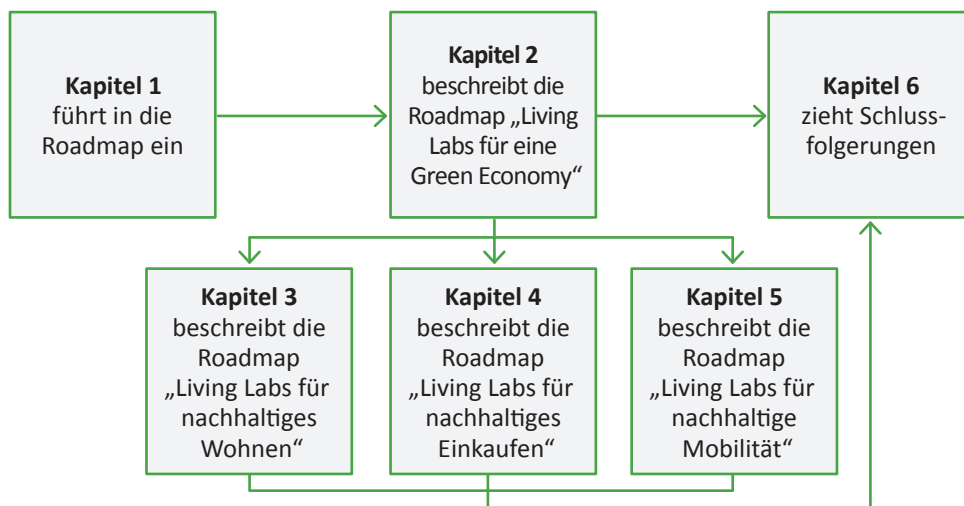 Kapitel 1
führt in die
Roadmap ein
Kapitel 2
beschreibt die
Roadmap „Living
Labs für eine
Green Economy“
Kapitel 6
zieht Schluss-
folgerungen
Kapitel 3
beschreibt die
Roadmap
„Living Labs für
nachhaltiges
Wohnen“
Kapitel 4
beschreibt die
Roadmap
„Living Labs für
nachhaltiges
Einkaufen“
Kapitel 5
beschreibt die
Roadmap
„Living Labs für
nachhaltige
Mobilität“